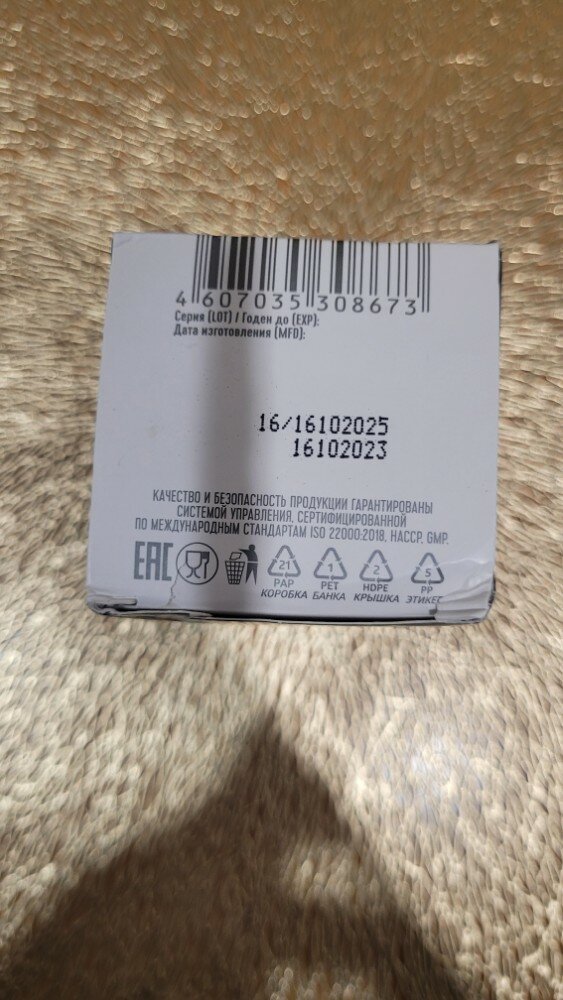 4 607035 308673
Серия (LOT) / Годен до (EXP):
Дата изготовления (MFD):
16/16102025
16102023
КАЧЕСТВО И БЕЗОПАСНОСТЬ ПРОДУКЦИИ ГАРАНТИРОВАНЫ
СИСТЕМОЙ УПРАВЛЕНИЯ, СЕРТИФИЦИРОВАННОЙ
ПО МЕЖДУНАРОДНЫМ СТАНДАРТАМ ISO 22000:2018, HACCP, GMP.
EAC 21 1 2 5
PAP PET HDPE PP
КОРОБКА БАНКА КРЫШКА